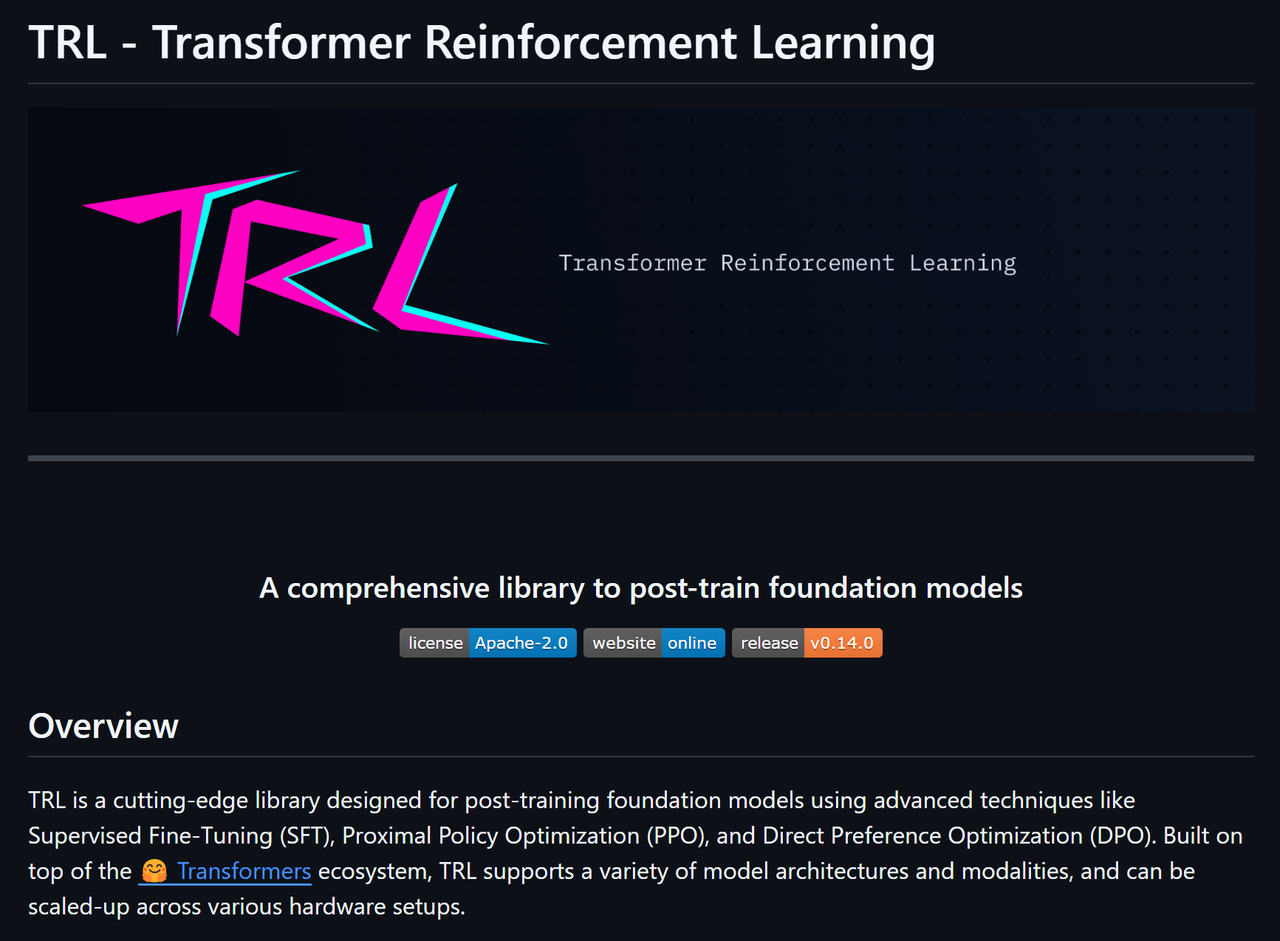 TRL - Transformer Reinforcement Learning
TRL
Transformer Reinforcement Learning
A comprehensive library to post-train foundation models
license Apache-2.0 website online release v0.14.0
Overview
TRL is a cutting-edge library designed for post-training foundation models using advanced techniques like
Supervised Fine-Tuning (SFT), Proximal Policy Optimization (PPO), and Direct Preference Optimization (DPO). Built on
top of the 🤗 Transformers ecosystem, TRL supports a variety of model architectures and modalities, and can be
scaled-up across various hardware setups.